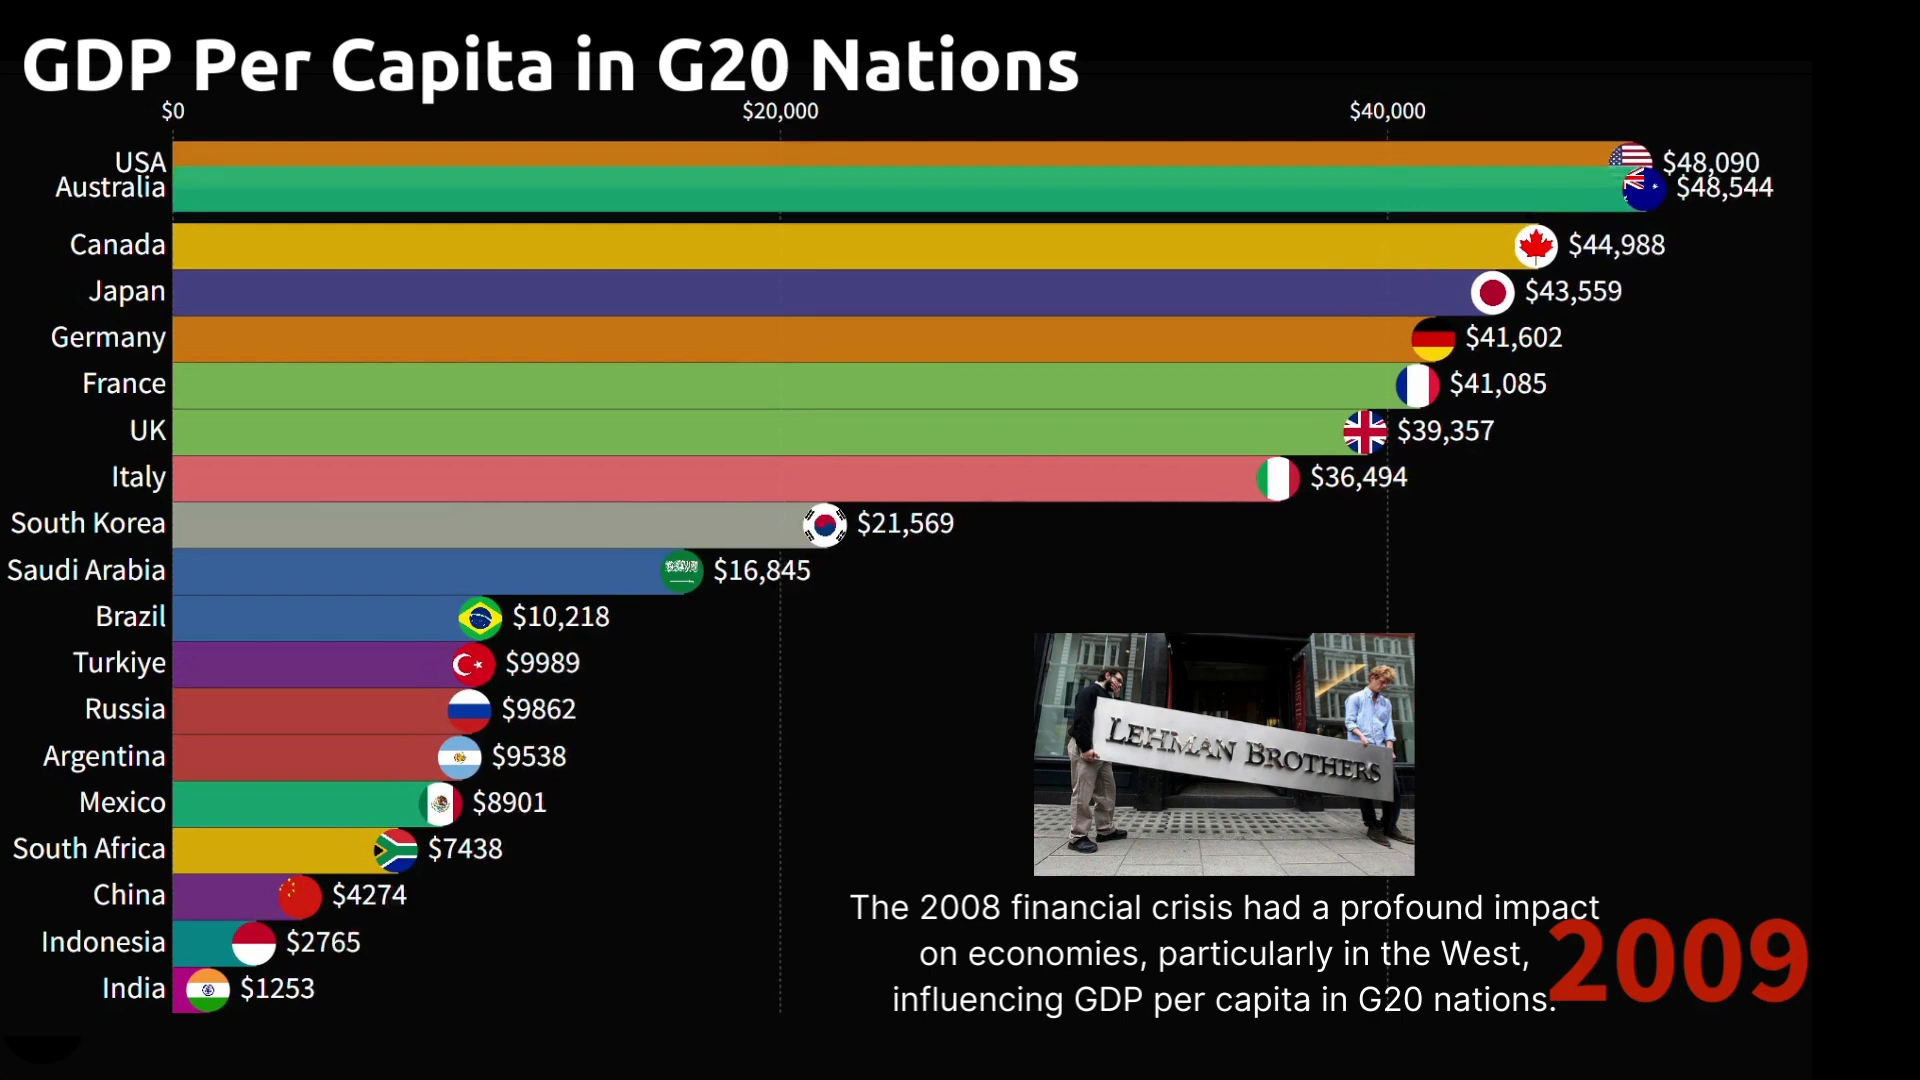 GDP Per Capita in G20 Nations
$0 $20,000 $40,000
USA $48,090
Australia $48,544
Canada $44,988
Japan $43,559
Germany $41,602
France $41,085
UK $39,357
Italy $36,494
South Korea $21,569
Saudi Arabia $16,845
Brazil $10,218
Turkiye $9989
Russia $9862
Argentina $9538
Mexico $8901
South Africa $7438
China $4274
Indonesia $2765
India $1253
LEHMAN BROTHERS
The 2008 financial crisis had a profound impact
on economies, particularly in the West,
influencing GDP per capita in G20 nations.
2009